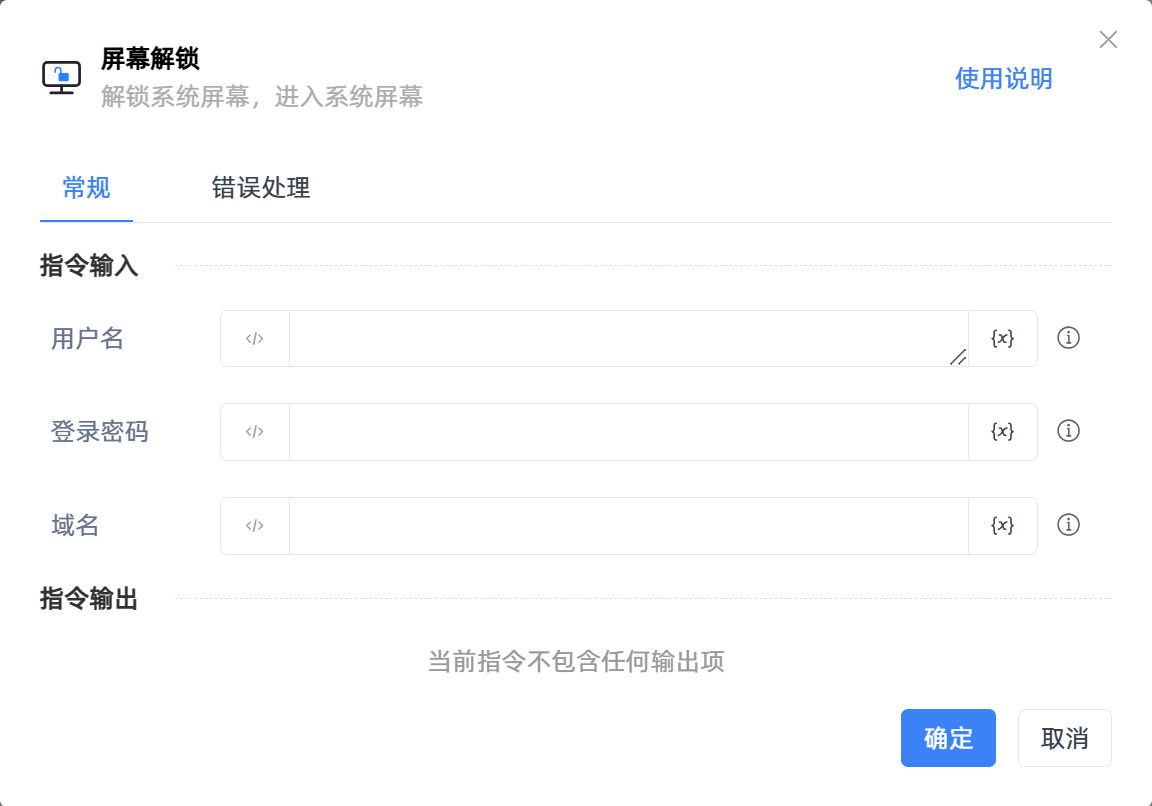 屏幕解锁
解锁系统屏幕，进入系统屏幕
使用说明
常规
错误处理
指令输入
用户名
</>
{x}
登录密码
</>
{x}
域名
</>
{x}
指令输出
当前指令不包含任何输出项
确定
取消